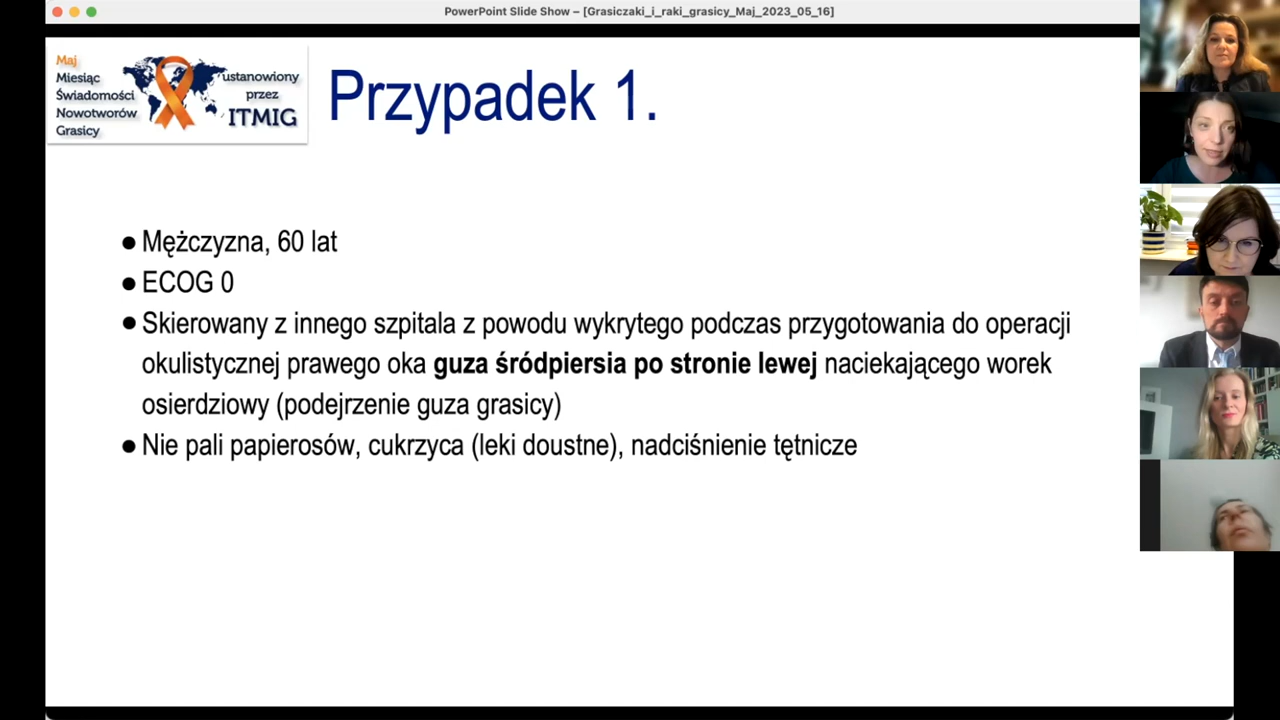 PowerPoint Slide Show – [Grasiczaki_i_raki_grasicy_Maj_2023_05_16]
Maj
Miesiąc
Świadomości
Nowotworów
Grasicy
ustanowiony
przez
ITMIG
Przypadek 1.
● Mężczyzna, 60 lat
● ECOG 0
● Skierowany z innego szpitala z powodu wykrytego podczas przygotowania do operacji
okulistycznej prawego oka guza śródpiersia po stronie lewej naciekającego worek
osierdziowy (podejrzenie guza grasicy)
● Nie pali papierosów, cukrzyca (leki doustne), nadciśnienie tętnicze